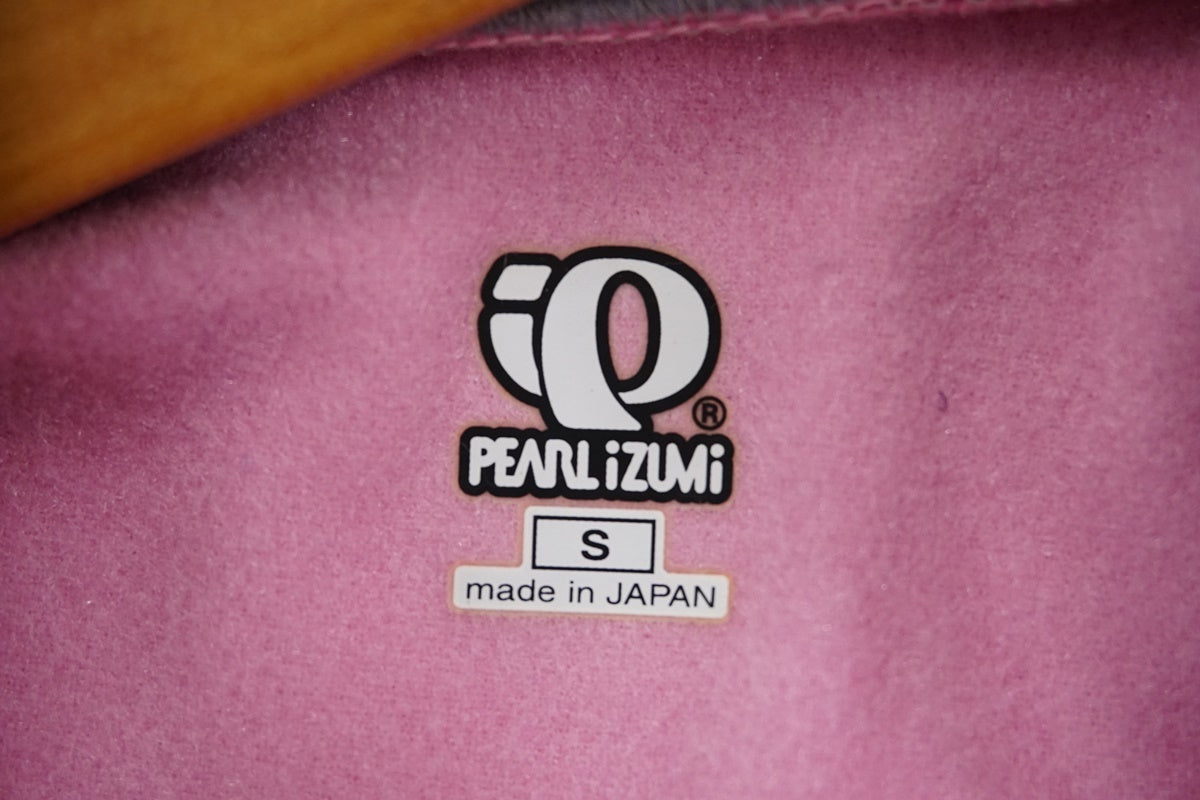 ®
PEARL iZUMi
S
made in JAPAN